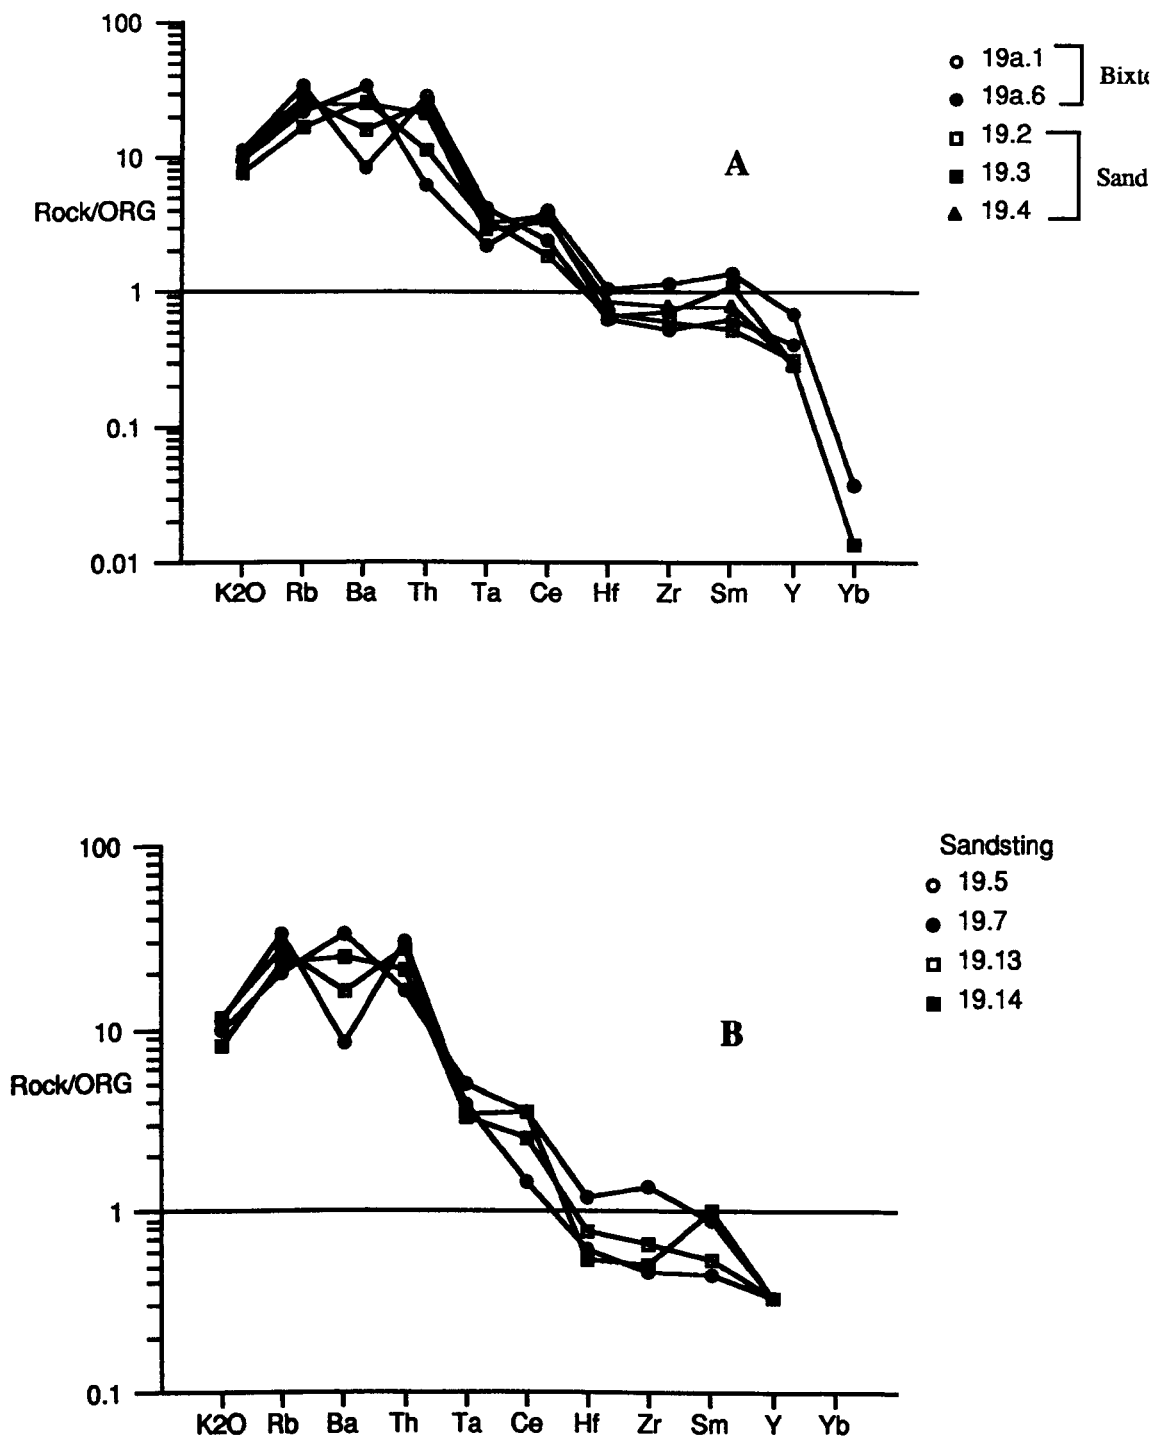 100
10
Rock/ORG
1
0.1
0.01
K2O Rb Ba Th Ta Ce Hf Zr Sm Y Yb
A
19a.1
19a.6
Bixte
19.2
19.3
19.4
Sand
100
10
Rock/ORG
1
0.1
K2O Rb Ba Th Ta Ce Hf Zr Sm Y Yb
B
Sandsting
19.5
19.7
19.13
19.14